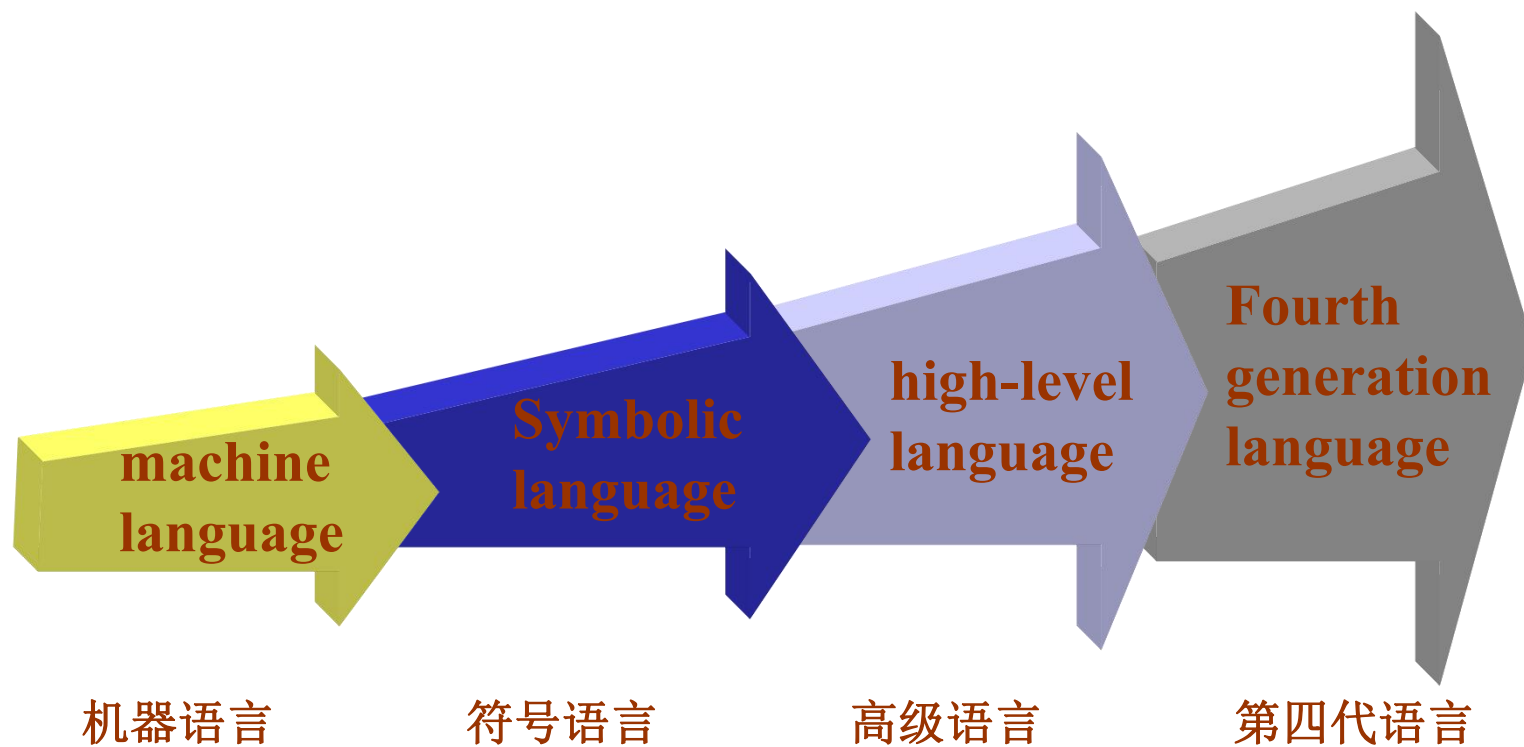 machine
language
Symbolic
language
high-level
language
Fourth
generation
language
机器语言
符号语言
高级语言
第四代语言